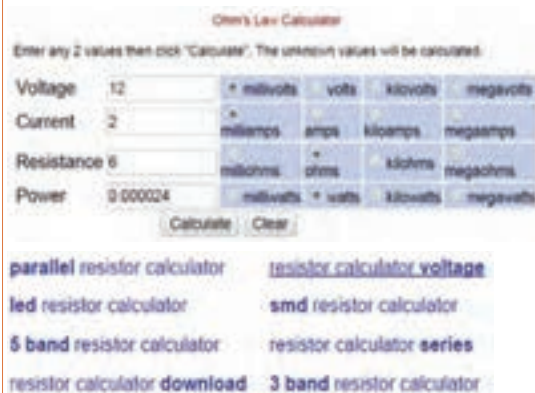 Ohm's Law Calculator
Enter any 2 values then click "Calculate". The unknown values will be calculated.
Voltage 12 millivolts volts kilovolts megavolts
Current 2 milliamps amps kiloamps megaamps
Resistance 6 milliohms ohms kilohms megaohms
Power 0.000024 milliwatts watts kilowatts megawatts
Calculate Clear
parallel resistor calculator resistor calculator voltage
led resistor calculator smd resistor calculator
5 band resistor calculator resistor calculator series
resistor calculator download 3 band resistor calculator